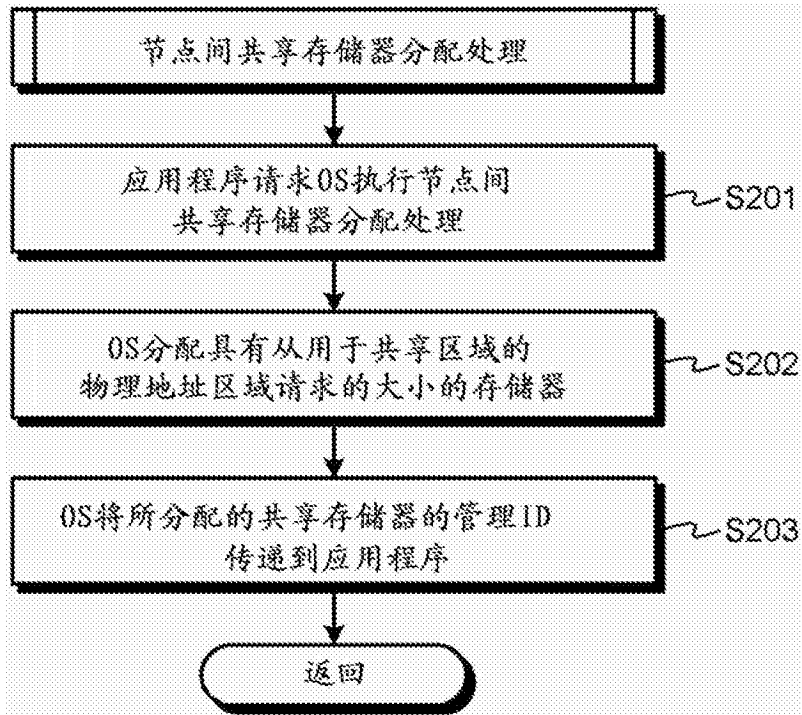 节点间共享存储器分配处理
应用程序请求OS执行节点间
共享存储器分配处理
S201
OS分配具有从用于共享区域的
物理地址区域请求的大小的存储器
S202
OS将所分配的共享存储器的管理ID
传递到应用程序
S203
返回